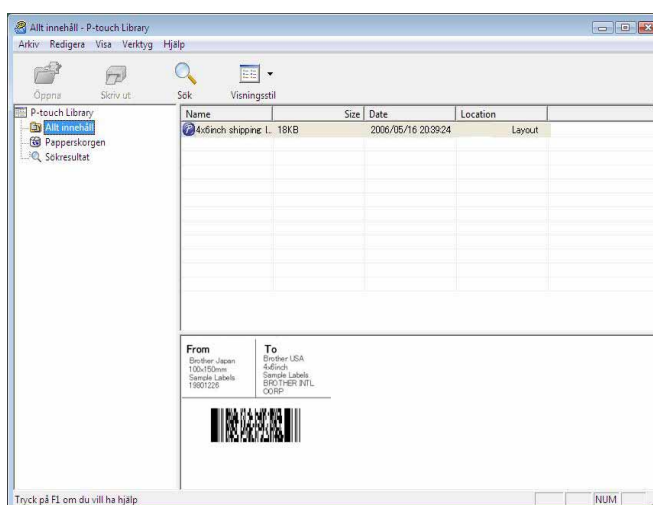 Allt innehåll - P-touch Library
Arkiv Redigera Visa Verktyg Hjälp
Öppna Skriv ut Sök Visningsstil
P-touch Library
Allt innehåll
Papperskorgen
Sökresultat
Name Size Date Location
4x6inch shipping l... 18KB 2006/05/16 20:39:24 Layout
From
Brother Japan
100x150mm
Sample Labels
19801226
To
Brother USA
4x6inch
Sample Labels
BROTHER INTL
CORP
Tryck på F1 om du vill ha hjälp
NUM